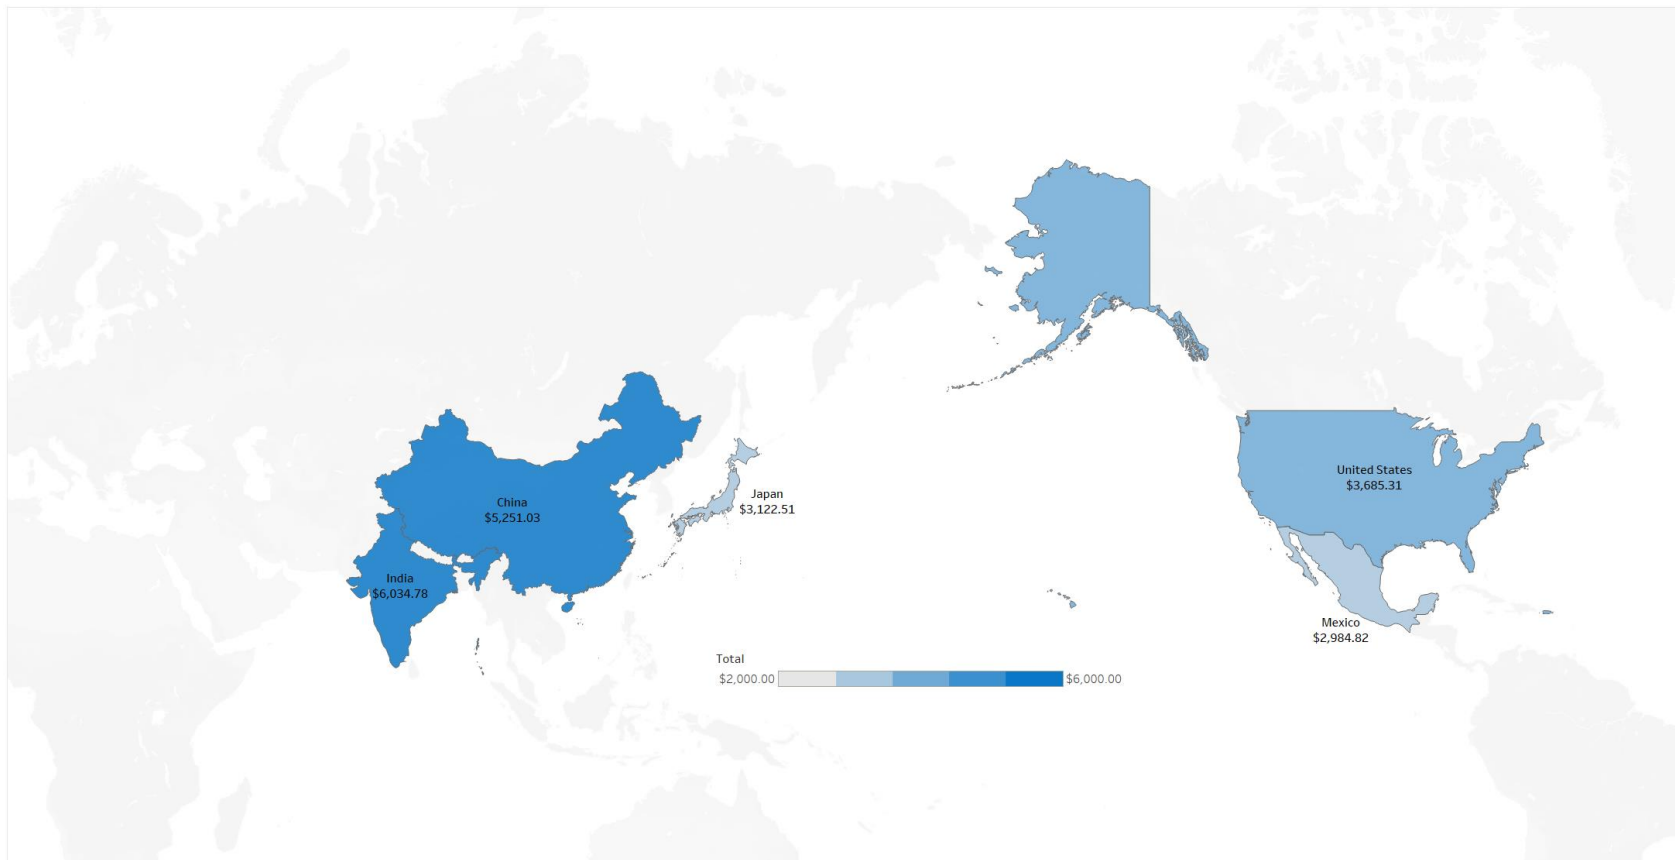 United States
$3,685.31
China
$5,251.03
Japan
$3,122.51
India
$6,034.78
Mexico
$2,984.82
Total
$2,000.00 $6,000.00